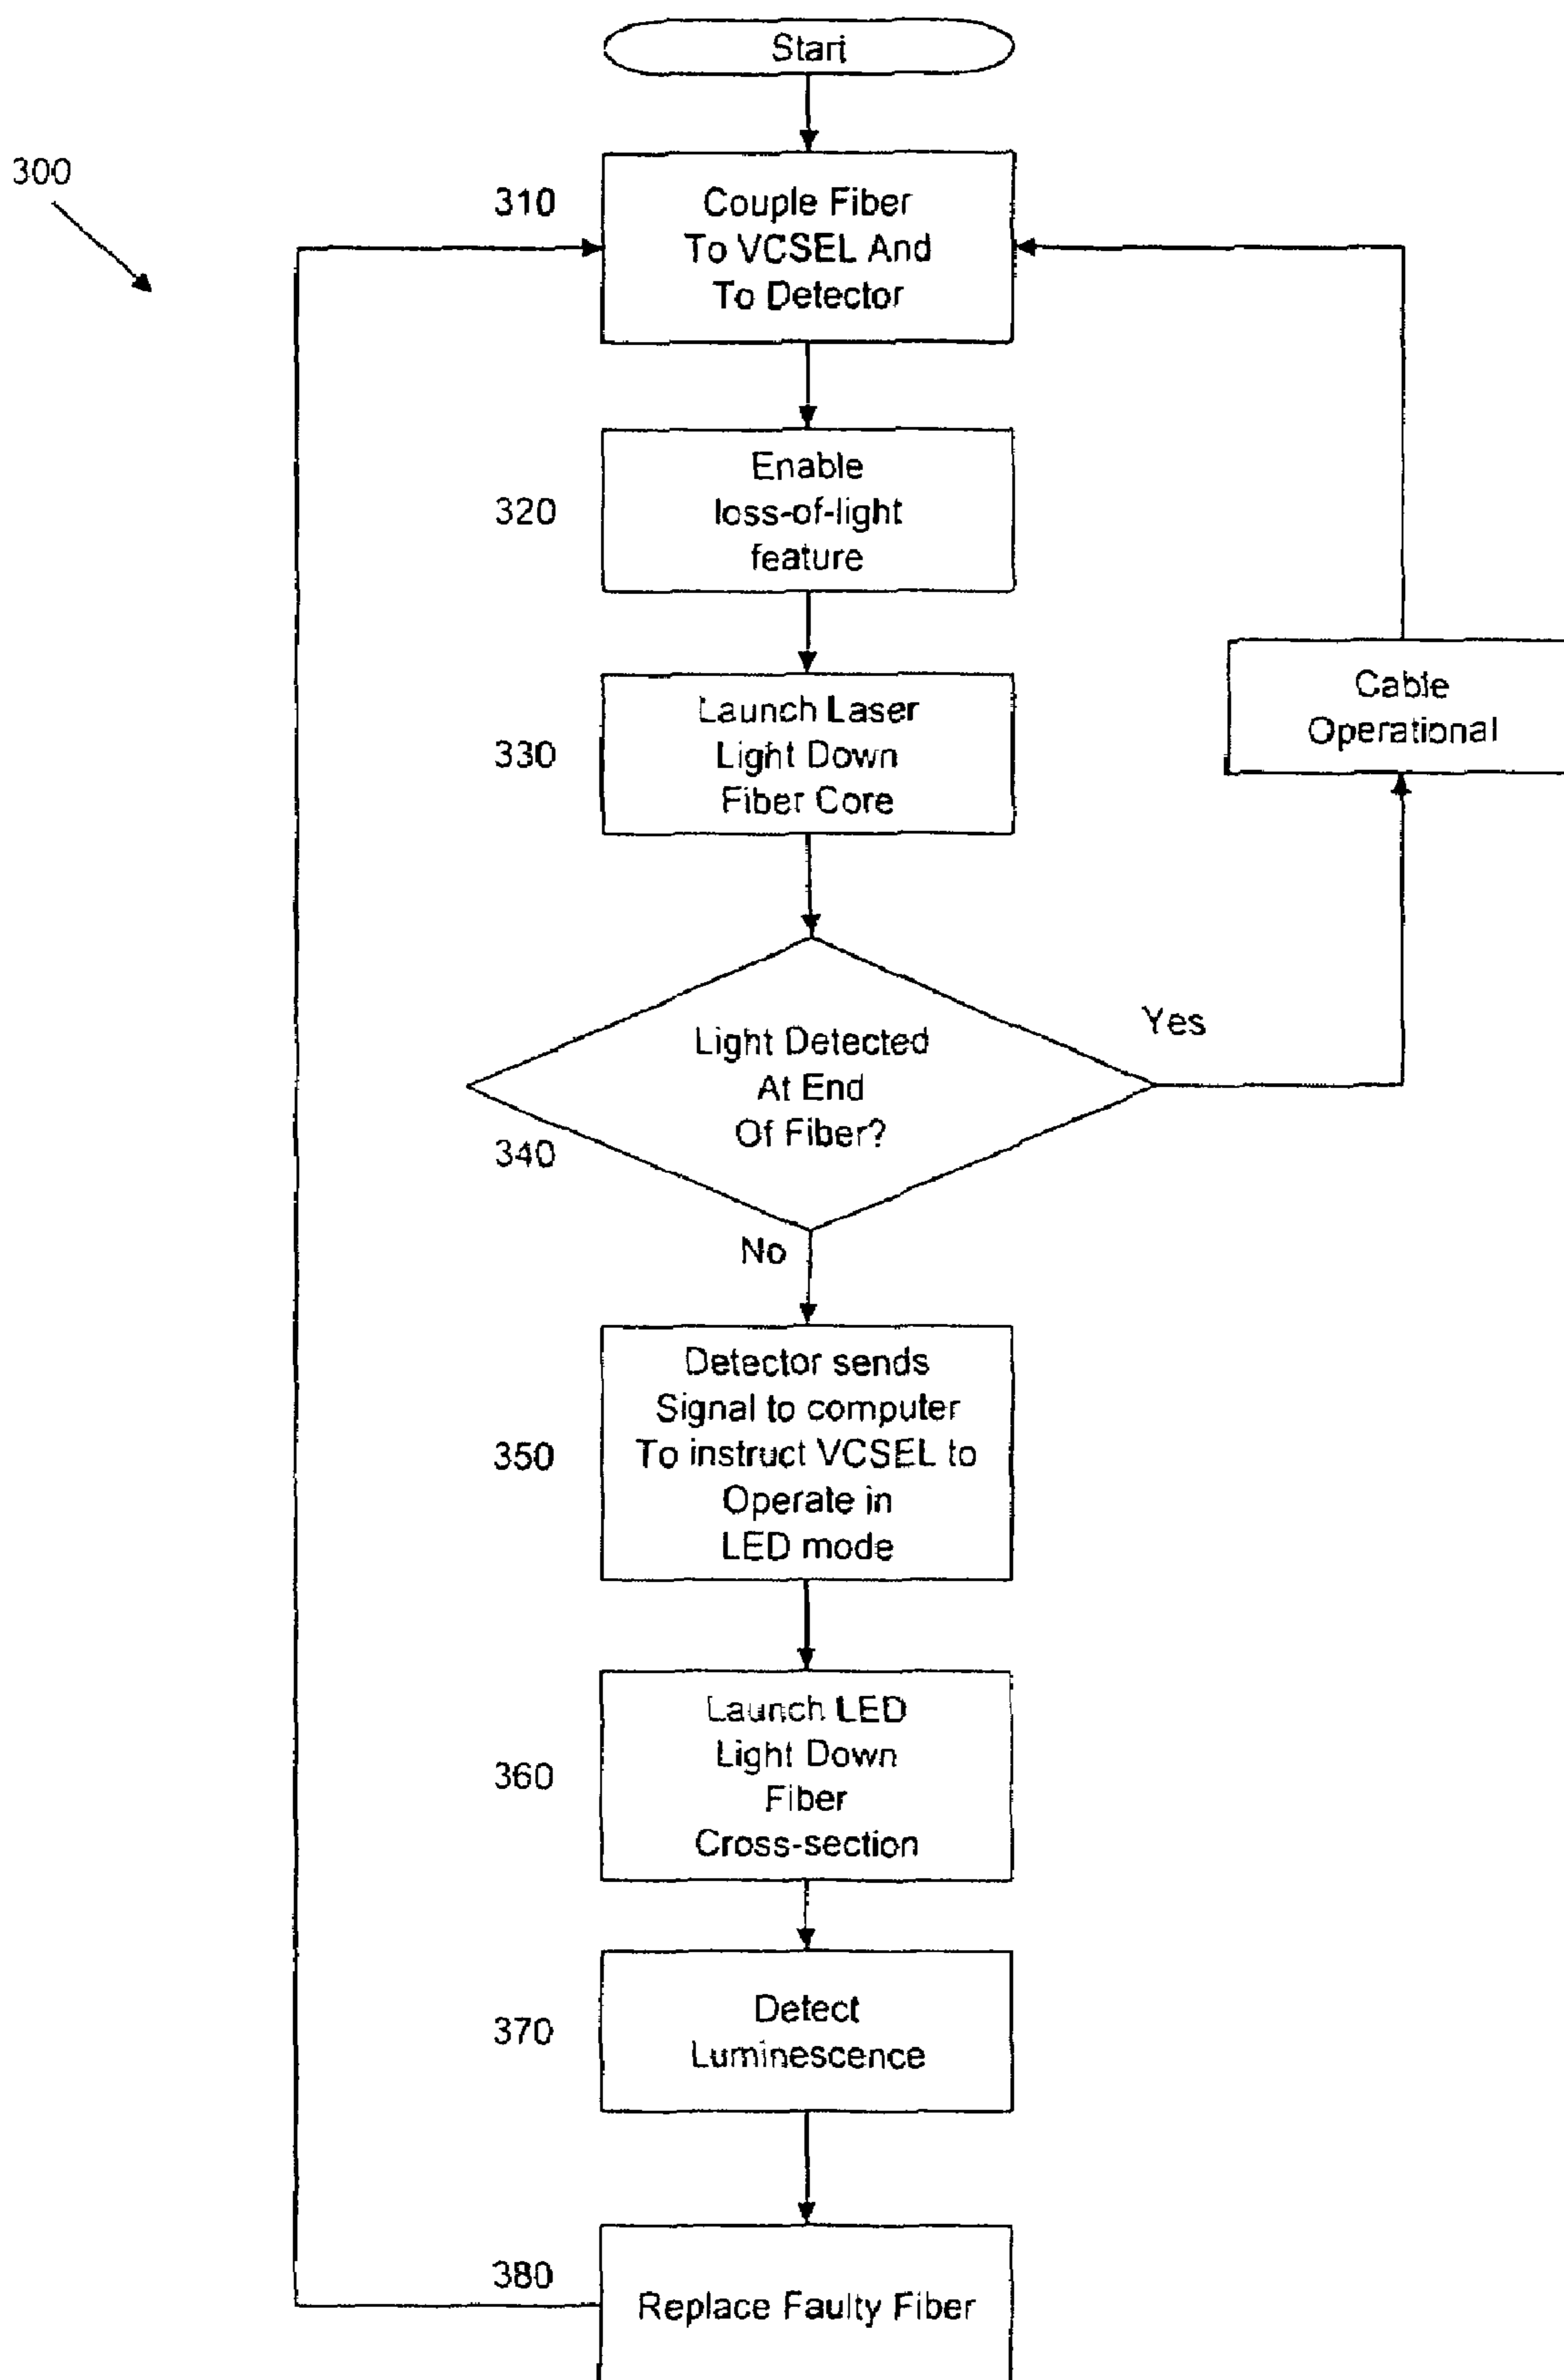 Start
300
310
Couple Fiber
To VCSEL And
To Detector
320
Enable
loss-of-light
feature
330
Launch Laser
Light Down
Fiber Core
Cable
Operational
340
Light Detected
At End
Of Fiber?
Yes
No
350
Detector sends
Signal to computer
To instruct VCSEL to
Operate in
LED mode
360
Launch LED
Light Down
Fiber
Cross-section
370
Detect
Luminescence
380
Replace Faulty Fiber